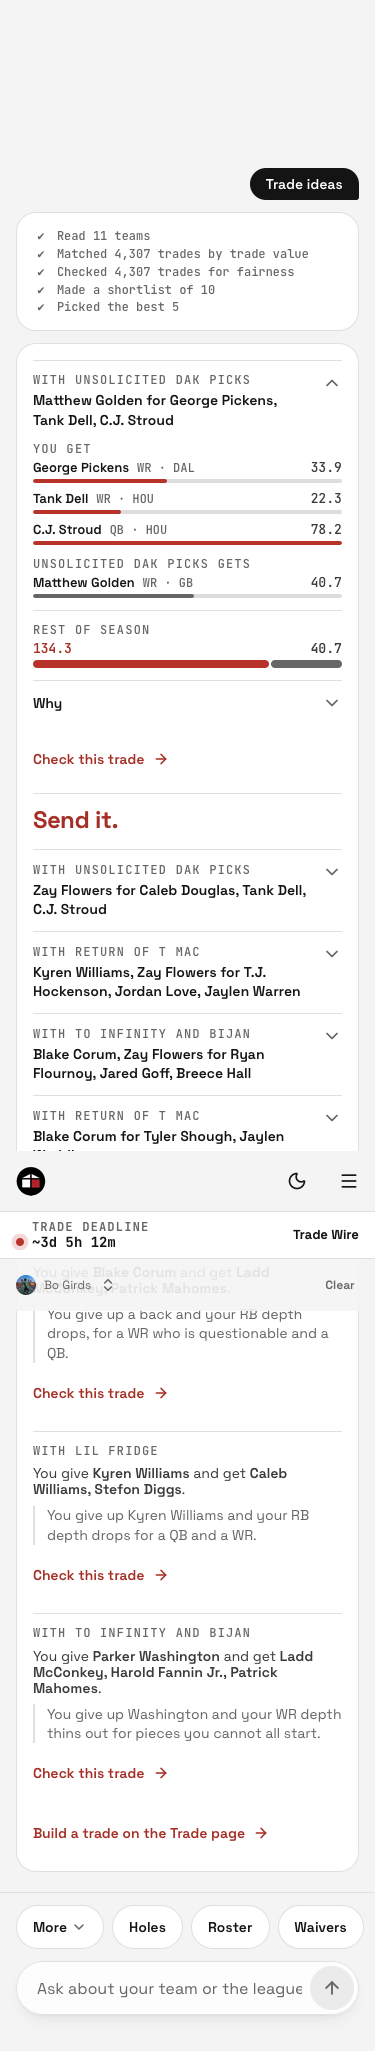 Trade ideas
✓ Read 11 teams
✓ Matched 4,307 trades by trade value
✓ Checked 4,307 trades for fairness
✓ Made a shortlist of 10
✓ Picked the best 5
WITH UNSOLICITED DAK PICKS
Matthew Golden for George Pickens,
Tank Dell, C.J. Stroud
YOU GET
George Pickens WR · DAL 33.9
Tank Dell WR · HOU 22.3
C.J. Stroud QB · HOU 78.2
UNSOLICITED DAK PICKS GETS
Matthew Golden WR · GB 40.7
REST OF SEASON
134.3 40.7
Why
Check this trade →
Send it.
WITH UNSOLICITED DAK PICKS
Zay Flowers for Caleb Douglas, Tank Dell,
C.J. Stroud
WITH RETURN OF T MAC
Kyren Williams, Zay Flowers for T.J.
Hockenson, Jordan Love, Jaylen Warren
WITH TO INFINITY AND BIJAN
Blake Corum, Zay Flowers for Ryan
Flournoy, Jared Goff, Breece Hall
WITH RETURN OF T MAC
Blake Corum for Tyler Shough, Jaylen
TRADE DEADLINE
~3d 5h 12m
Trade Wire
You give Blake Corum and get Ladd
McConkey, Patrick Mahomes.
Bo Girds
Clear
You give up a back and your RB depth
drops, for a WR who is questionable and a
QB.
Check this trade →
WITH LIL FRIDGE
You give Kyren Williams and get Caleb
Williams, Stefon Diggs.
You give up Kyren Williams and your RB
depth drops for a QB and a WR.
Check this trade →
WITH TO INFINITY AND BIJAN
You give Parker Washington and get Ladd
McConkey, Harold Fannin Jr., Patrick
Mahomes.
You give up Washington and your WR depth
thins out for pieces you cannot all start.
Check this trade →
Build a trade on the Trade page →
More
Holes
Roster
Waivers
Ask about your team or the league